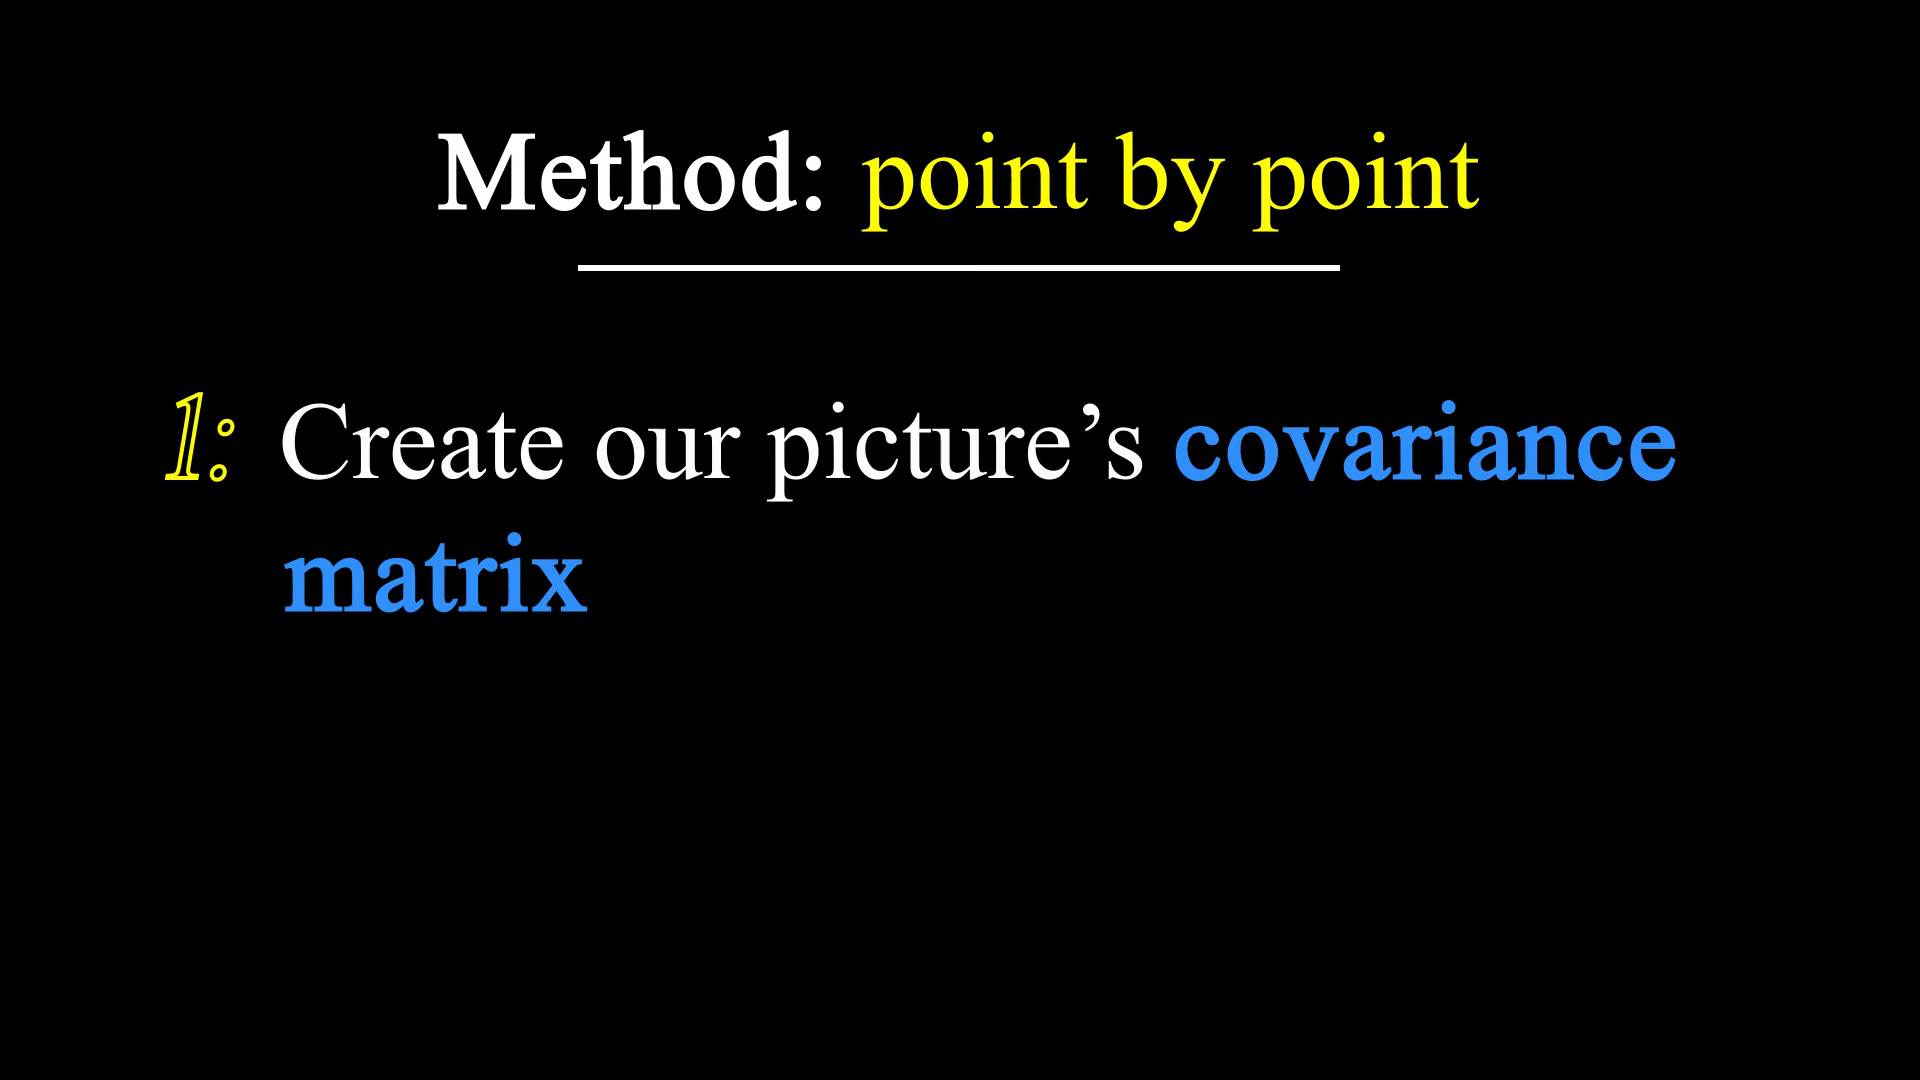 Method: point by point
1: Create our picture’s covariance
matrix